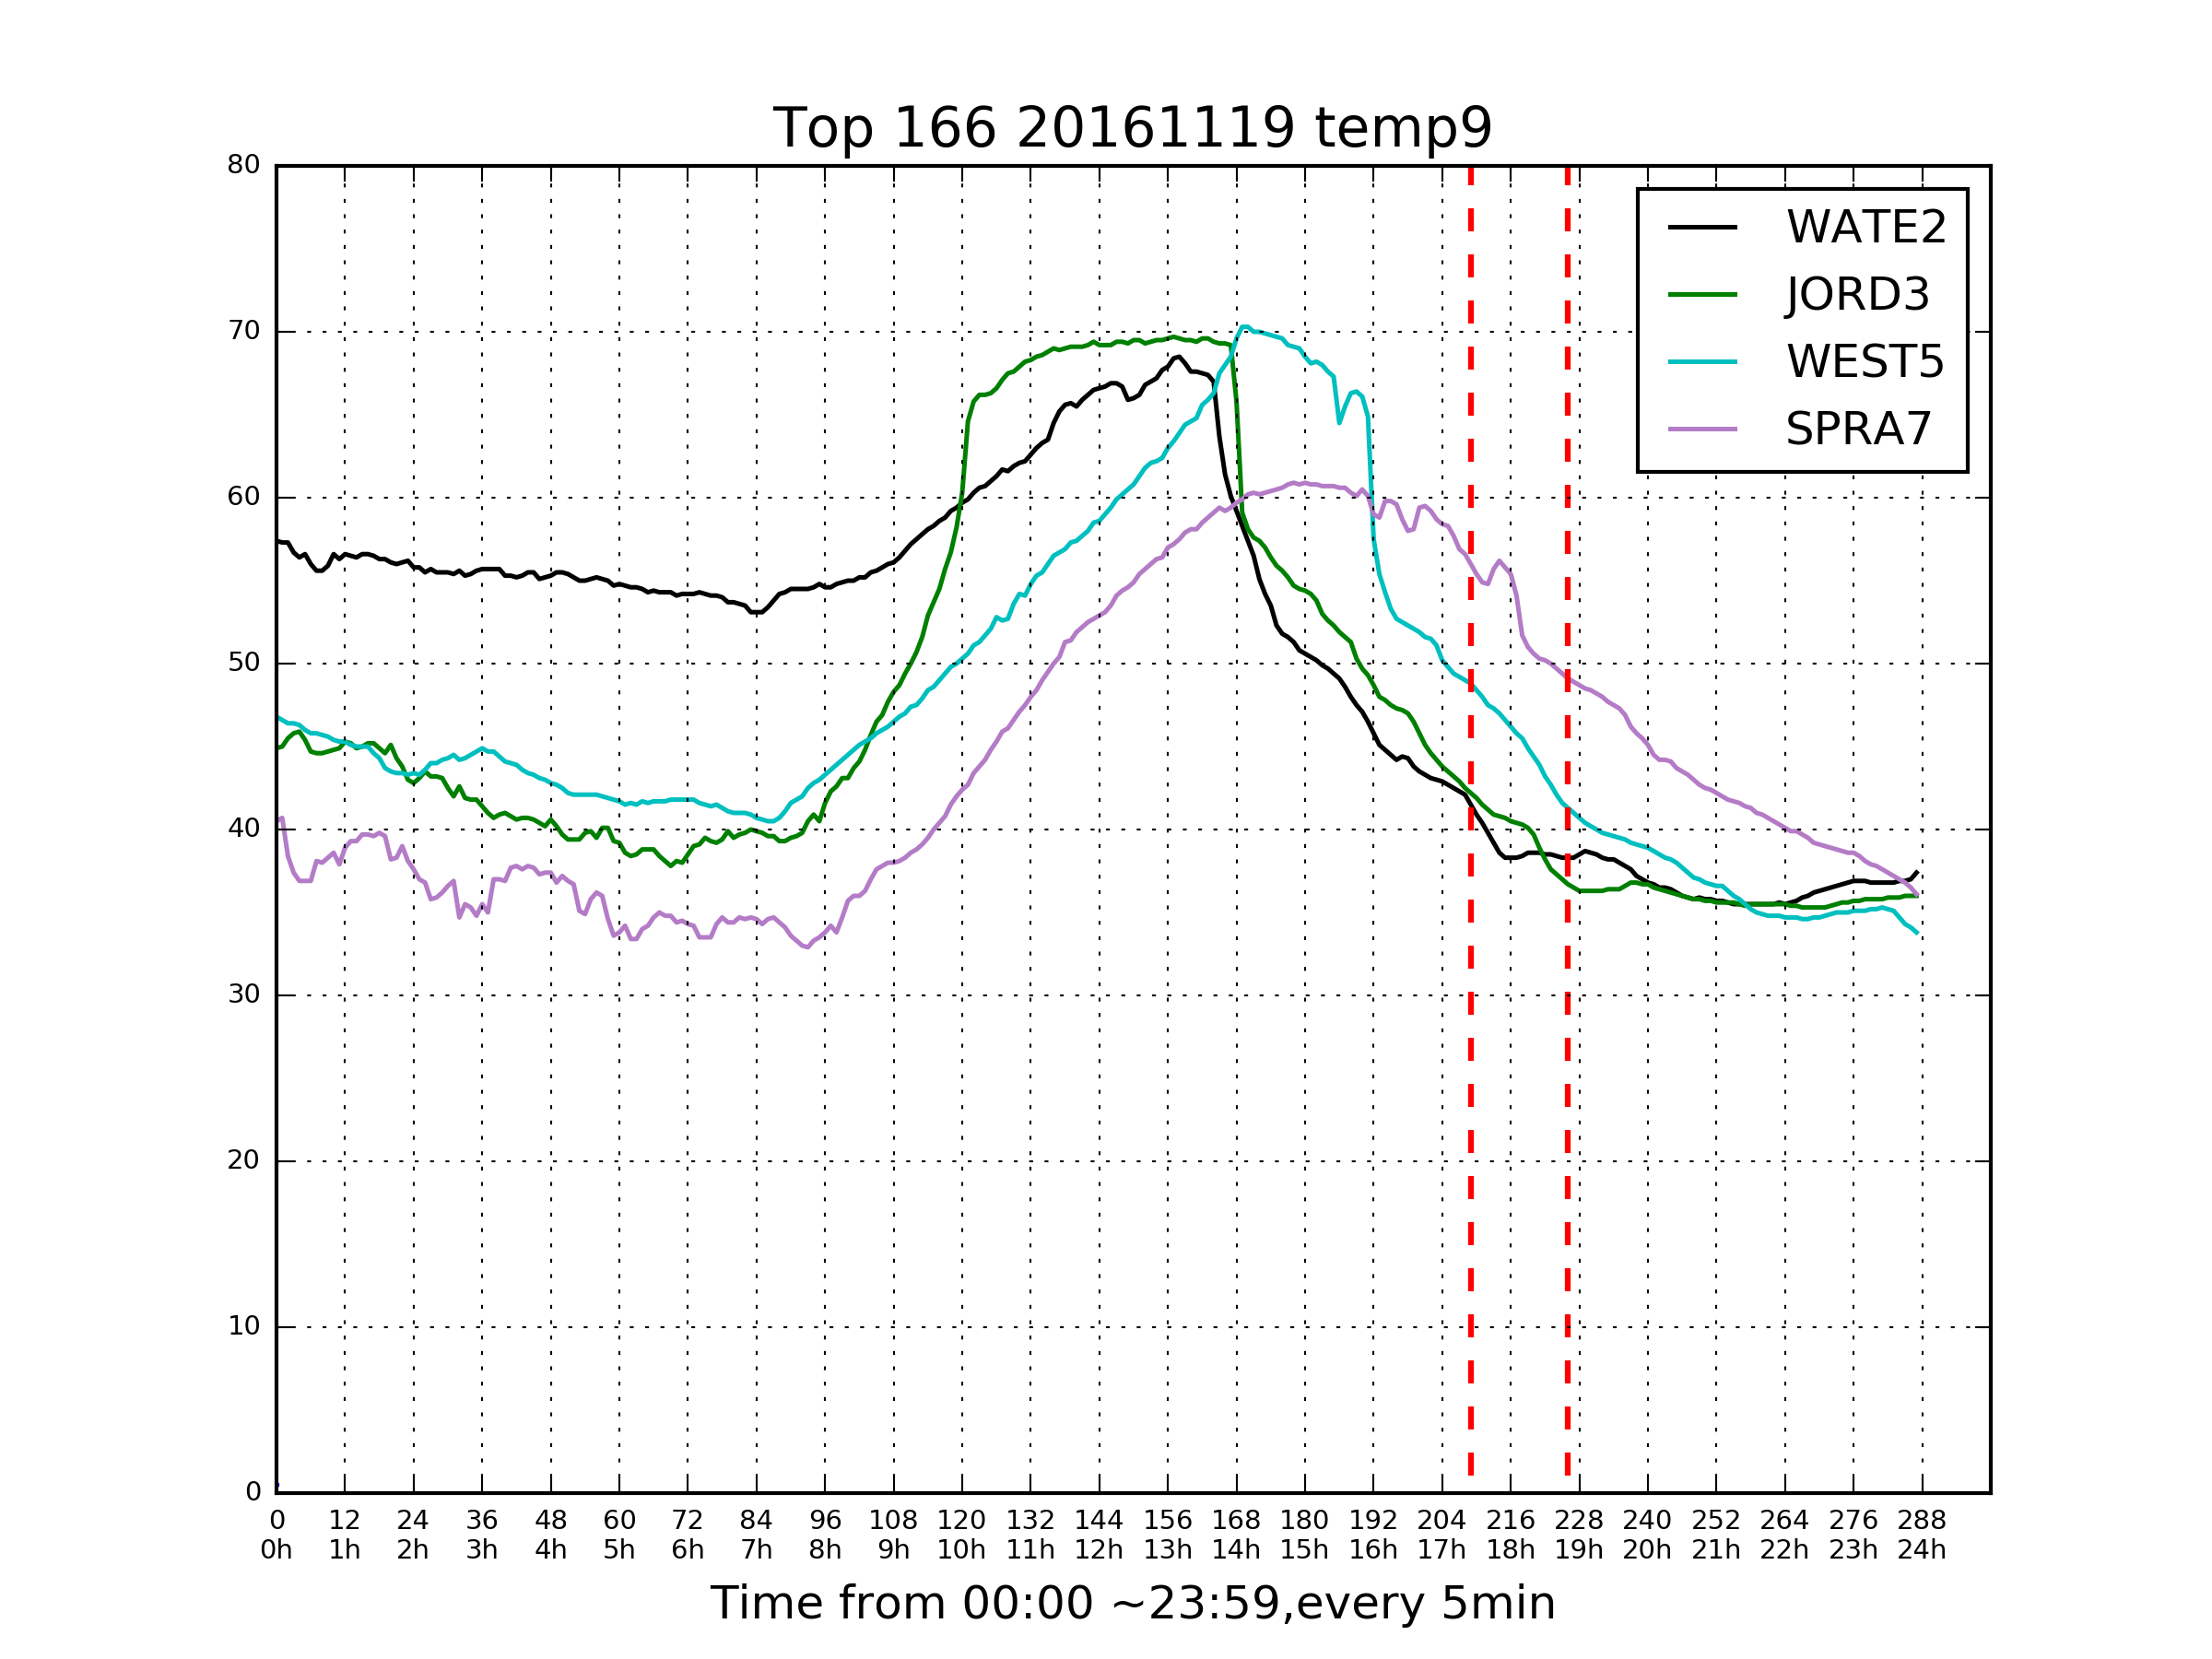 Top 166 20161119 temp9
80
70
60
50
40
30
20
10
0
WATE2
JORD3
WEST5
SPRA7
0 12 24 36 48 60 72 84 96 108 120 132 144 156 168 180 192 204 216 228 240 252 264 276 288
0h 1h 2h 3h 4h 5h 6h 7h 8h 9h 10h 11h 12h 13h 14h 15h 16h 17h 18h 19h 20h 21h 22h 23h 24h
Time from 00:00 ~23:59,every 5min